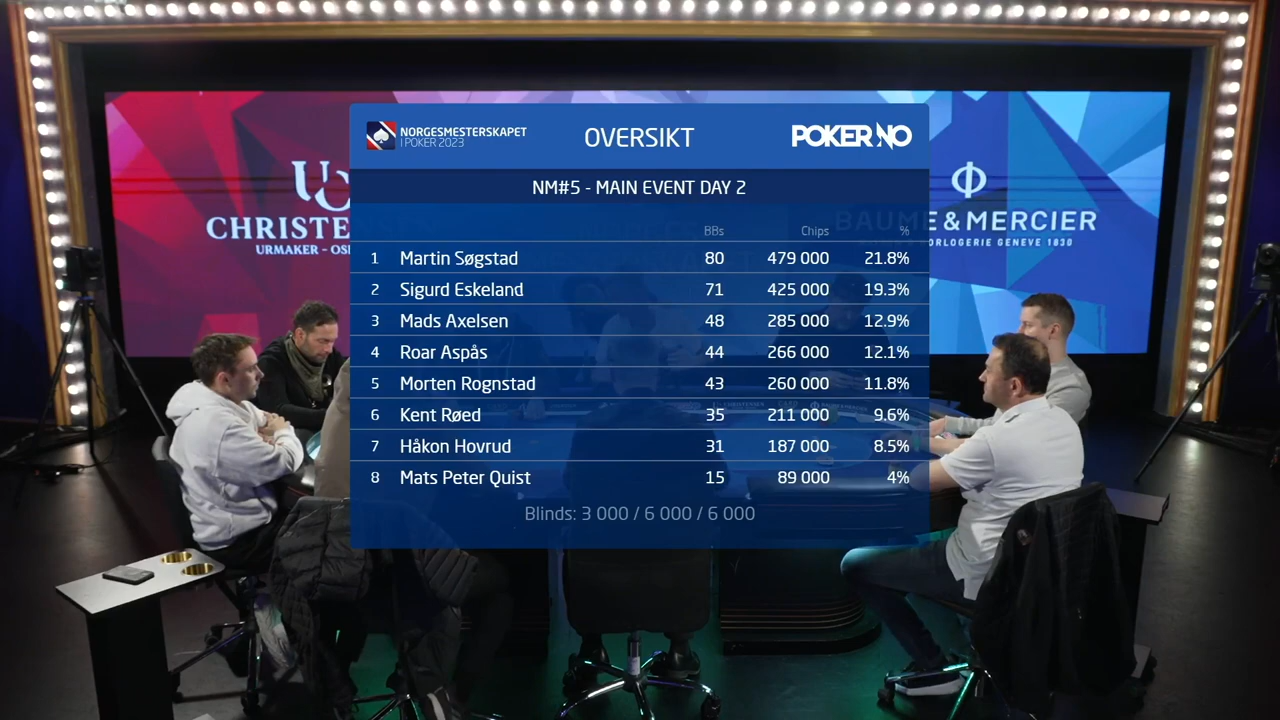 NORGESMESTERSKAPET
I POKER 2023
OVERSIKT
POKER.NO
NM#5 - MAIN EVENT DAY 2
UC
CHRISTE
URMAKER - OS
BAUME & MERCIER
GENEVE 1830
BBs Chips %
1 Martin Søgstad 80 479 000 21.8%
2 Sigurd Eskeland 71 425 000 19.3%
3 Mads Axelsen 48 285 000 12.9%
4 Roar Aspås 44 266 000 12.1%
5 Morten Rognstad 43 260 000 11.8%
6 Kent Røed 35 211 000 9.6%
7 Håkon Hovrud 31 187 000 8.5%
8 Mats Peter Quist 15 89 000 4%
Blinds: 3 000 / 6 000 / 6 000